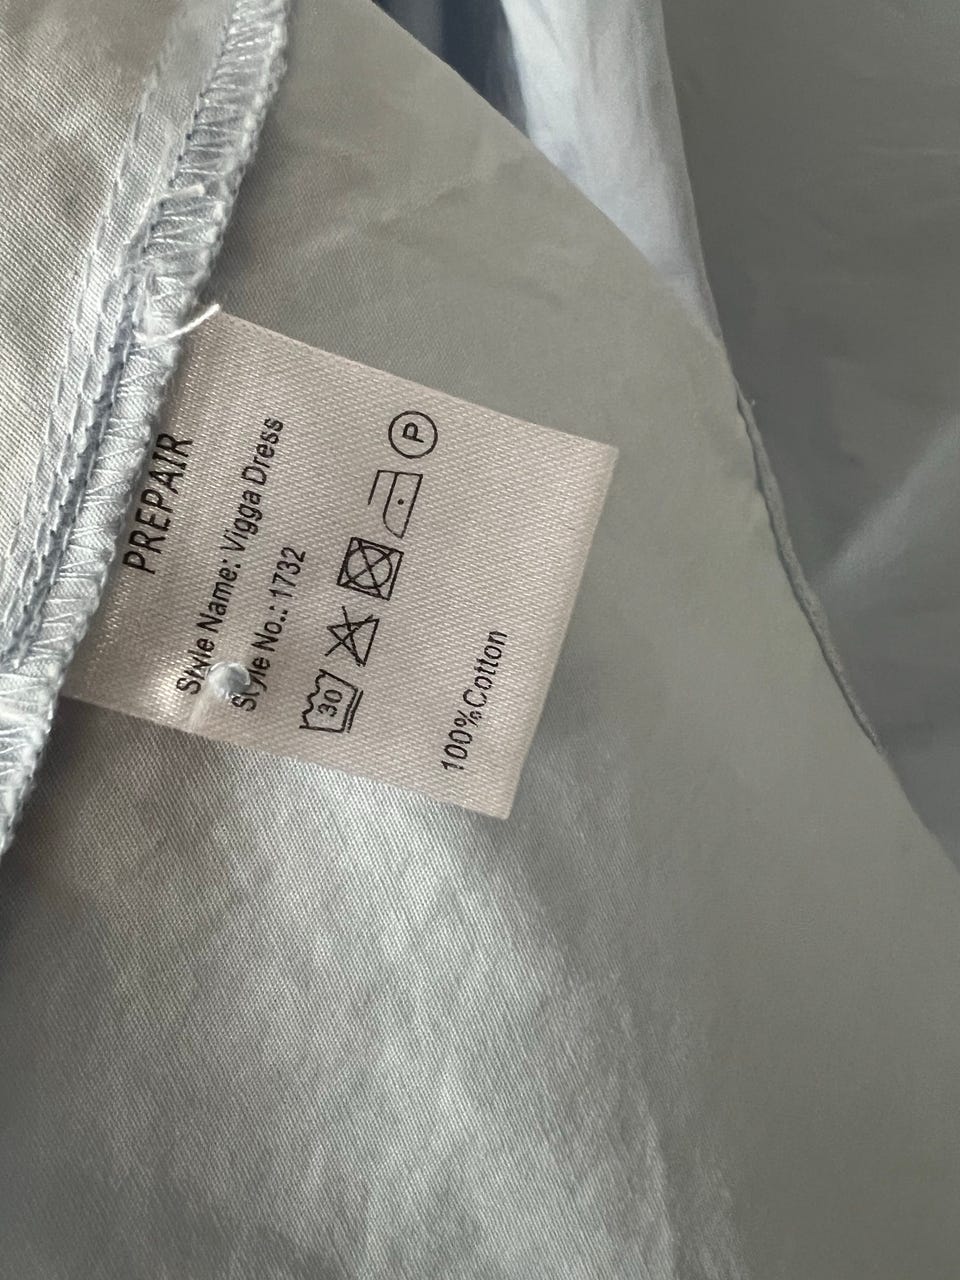 PREPAIR
Style Name: Vigga Dress
Style No.: 1732
30 P
100%Cotton